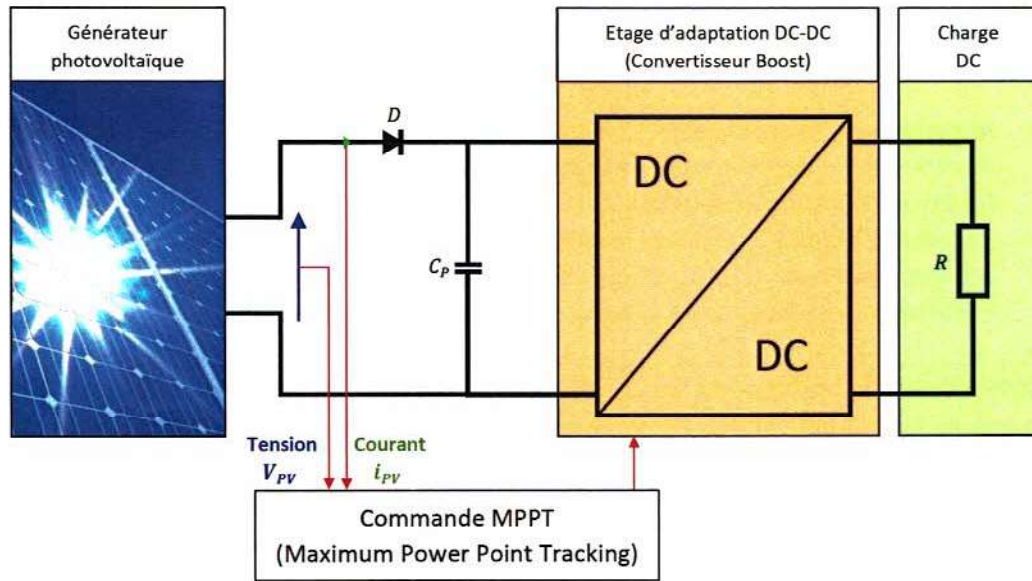 Générateur
photovoltaïque
Etage d'adaptation DC-DC
(Convertisseur Boost)
Charge
DC
D
DC
C_P
R
DC
Tension
V_PV
Courant
i_PV
Commande MPPT
(Maximum Power Point Tracking)